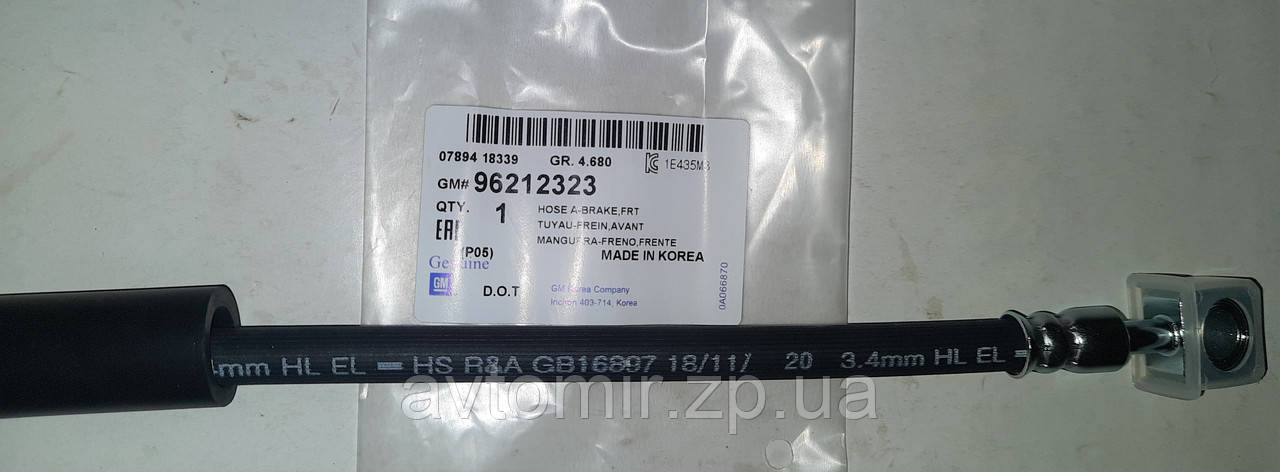 07894 18339 GR. 4.680 1E435M3
GM# 96212323
QTY. 1
HOSE A-BRAKE,FRT
TUYAU-FREIN,AVANT
MANGUERA-FRENO,FRENTE
EAC (P05) MADE IN KOREA
Genuine
GM D.O.T
GM Korea Company
Incheon 403-714, Korea
0A066870
4mm HL EL HS R&A GB16897 18/11/ 20 3.4mm HL EL
avtomir.zp.ua